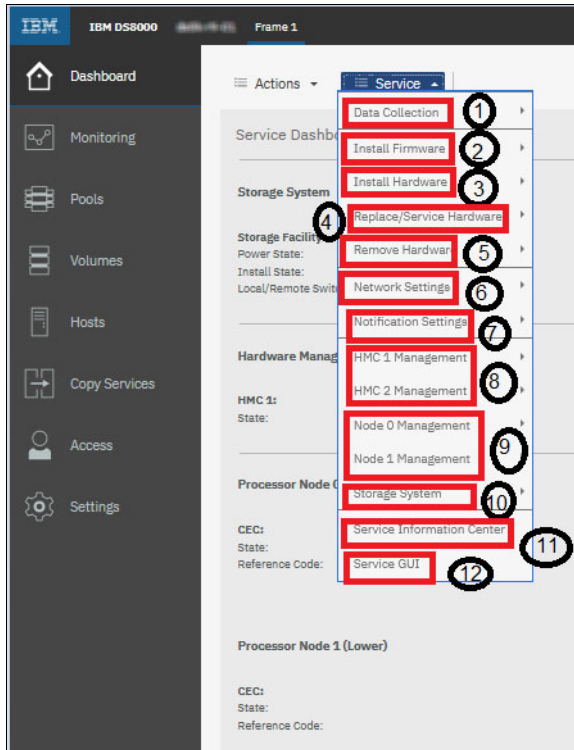 IBM IBM DS8000 Frame 1
Dashboard
Monitoring
Pools
Volumes
Hosts
Copy Services
Access
Settings
Actions Service
Service Dashbo
Storage System
Storage Facility
Power State:
Install State:
Local/Remote Swit
Hardware Manag
HMC 1:
State:
Processor Node 0
CEC:
State:
Reference Code:
Processor Node 1 (Lower)
CEC:
State:
Reference Code:
Data Collection 1
Install Firmware 2
Install Hardware 3
4 Replace/Service Hardware
Remove Hardware 5
Network Settings 6
Notification Settings 7
HMC 1 Management
HMC 2 Management 8
Node 0 Management
Node 1 Management 9
Storage System 10
Service Information Center 11
Service GUI 12